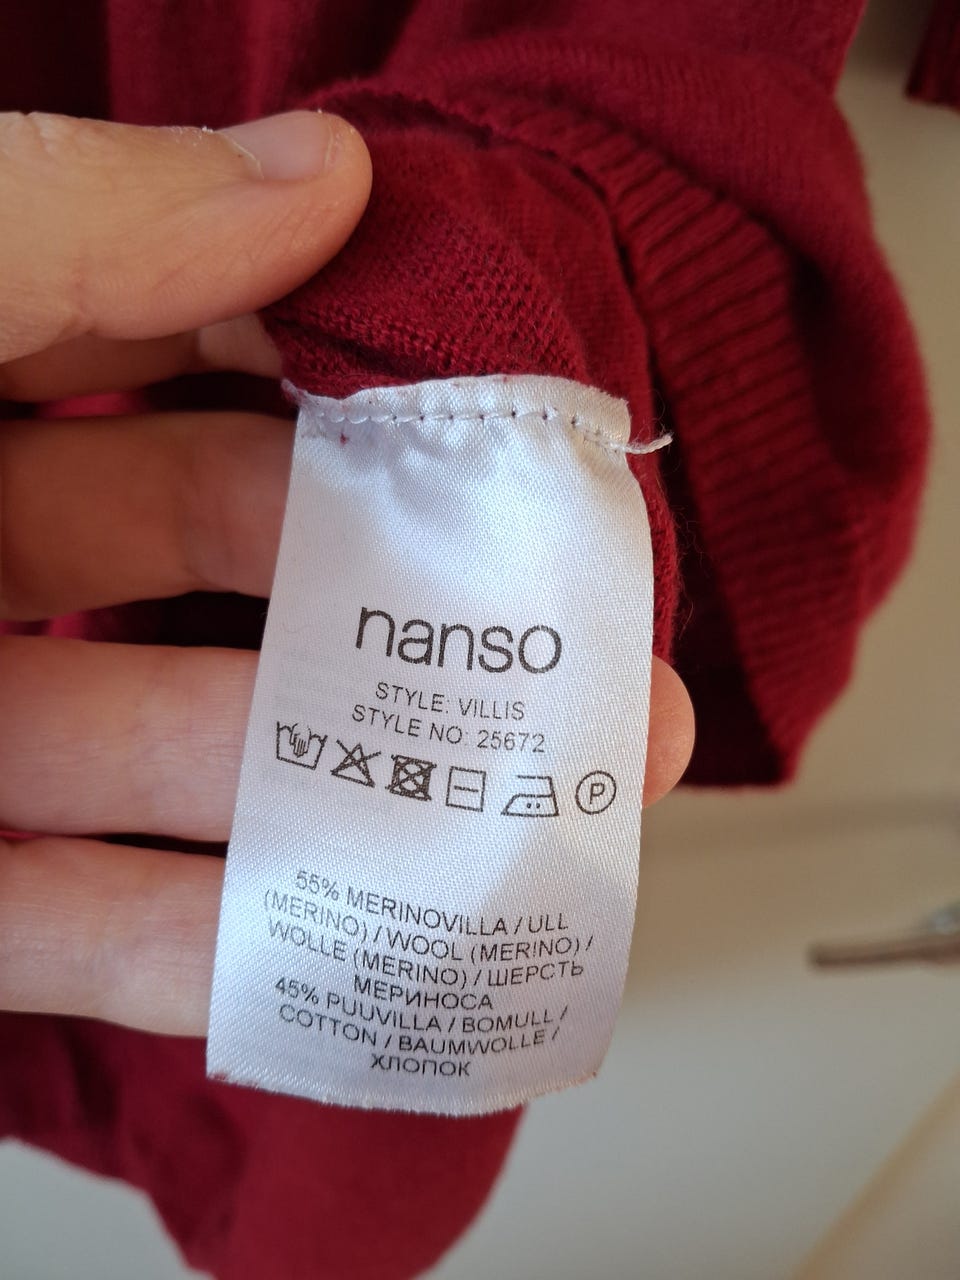 nanso
STYLE: VILLIS
STYLE NO: 25672
P
55% MERINOVILLA / ULL
(MERINO) / WOOL (MERINO) /
WOLLE (MERINO) / ШЕРСТЬ
МЕРИНОСА
45% PUUVILLA / BOMULL /
COTTON / BAUMWOLLE /
ХЛОПОК